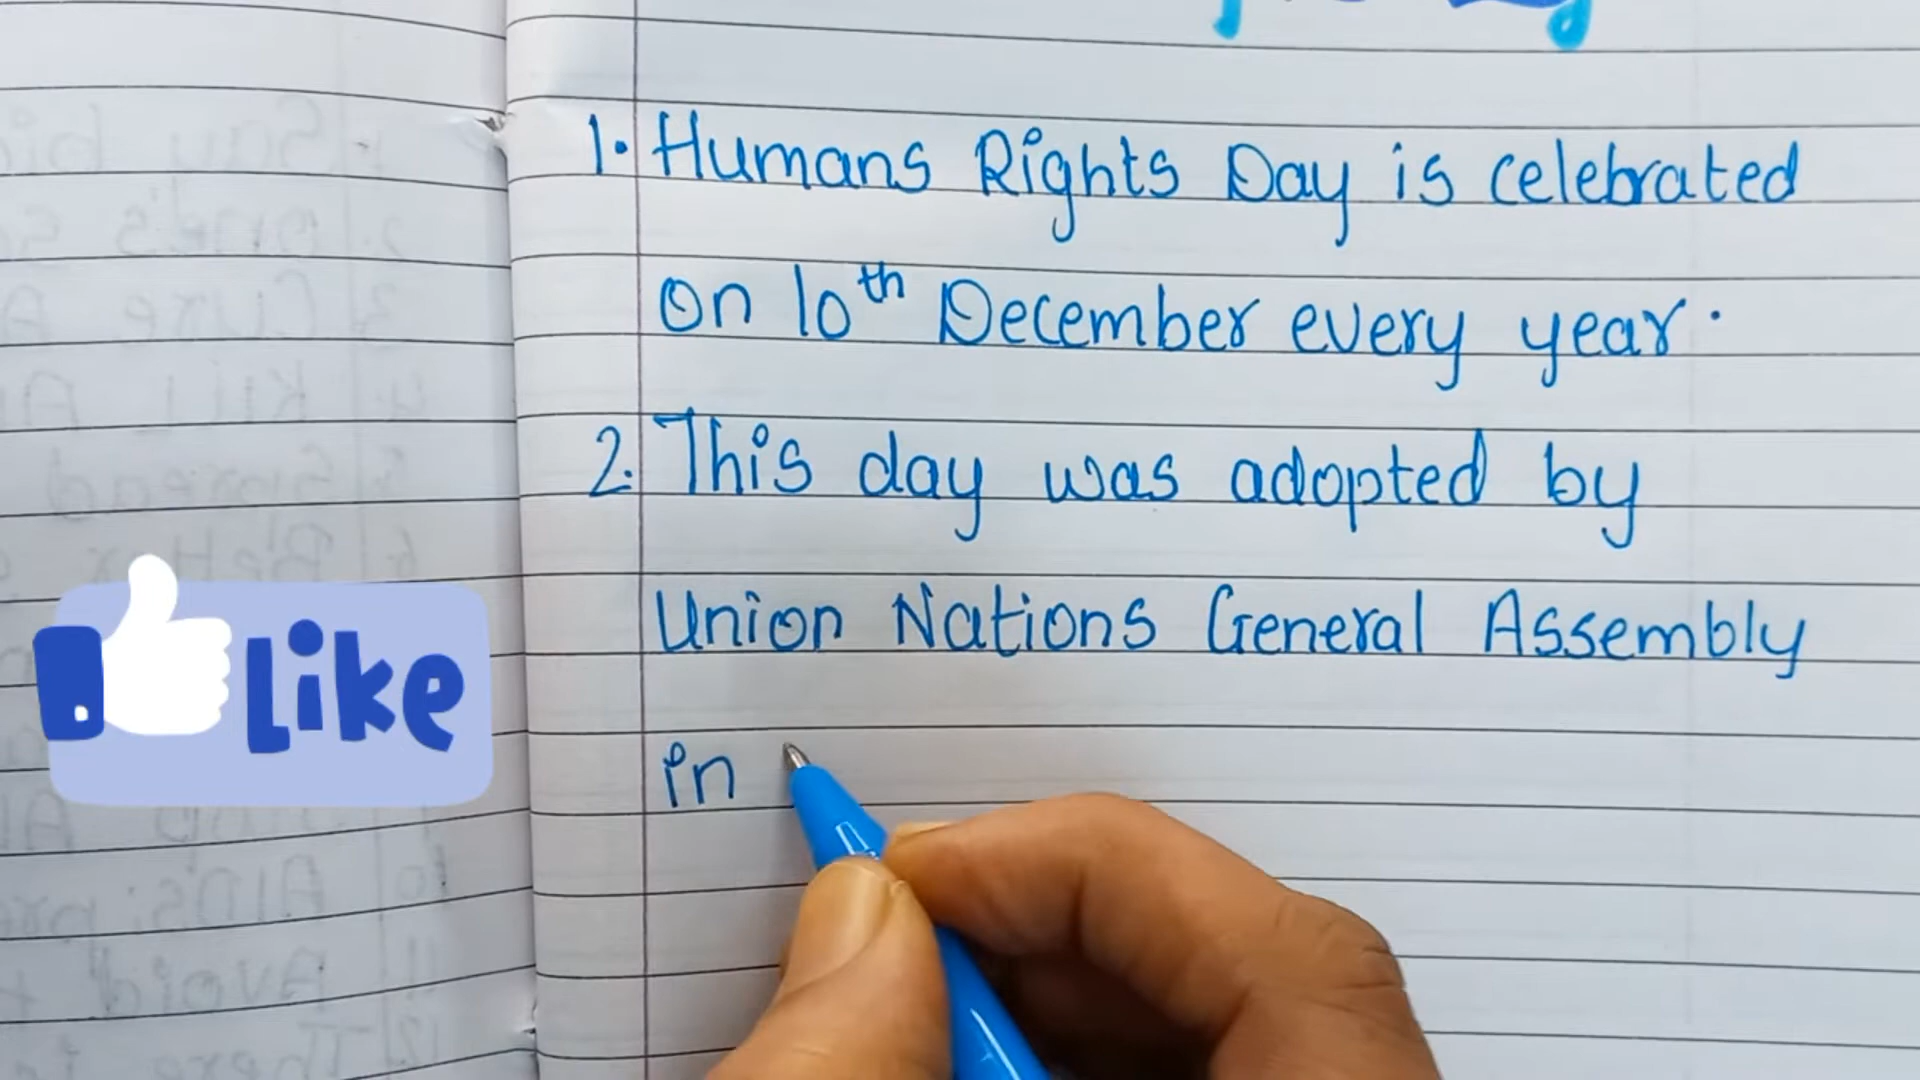 1. Humans Rights Day is celebrated
on 10th December every year.
2. This day was adopted by
Union Nations General Assembly
in
Like